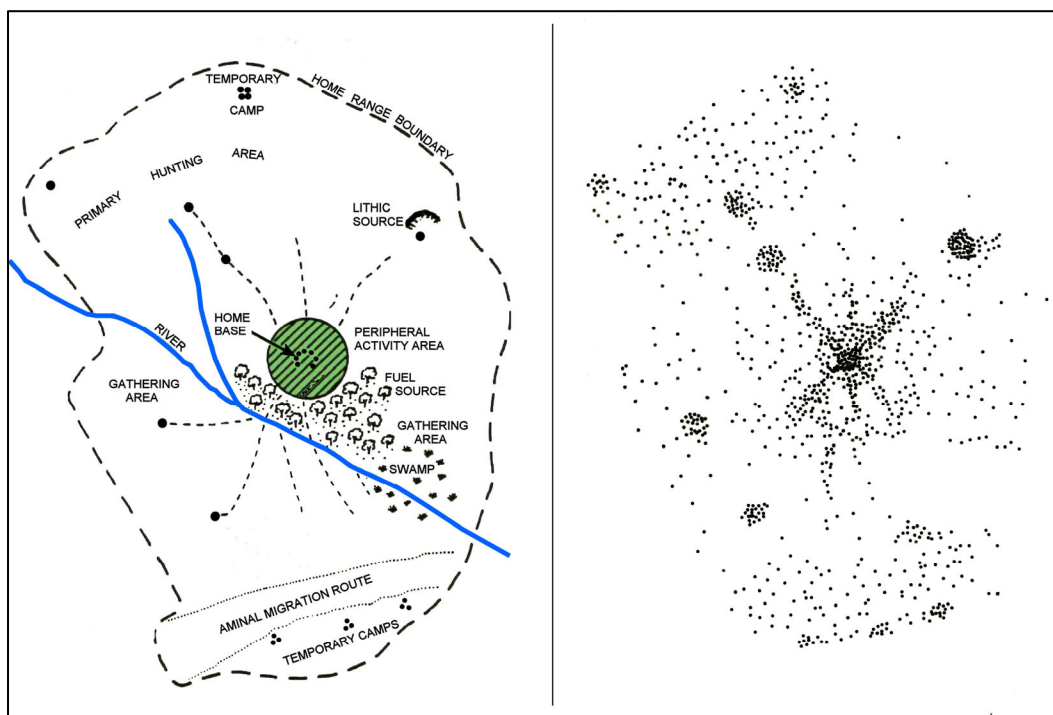 TEMPORARY
CAMP
HOME RANGE BOUNDARY
PRIMARY HUNTING AREA
LITHIC
SOURCE
HOME
BASE
PERIPHERAL
ACTIVITY AREA
RIVER
FUEL
SOURCE
GATHERING
AREA
GATHERING
AREA
SWAMP
AMINAL MIGRATION ROUTE
TEMPORARY CAMPS